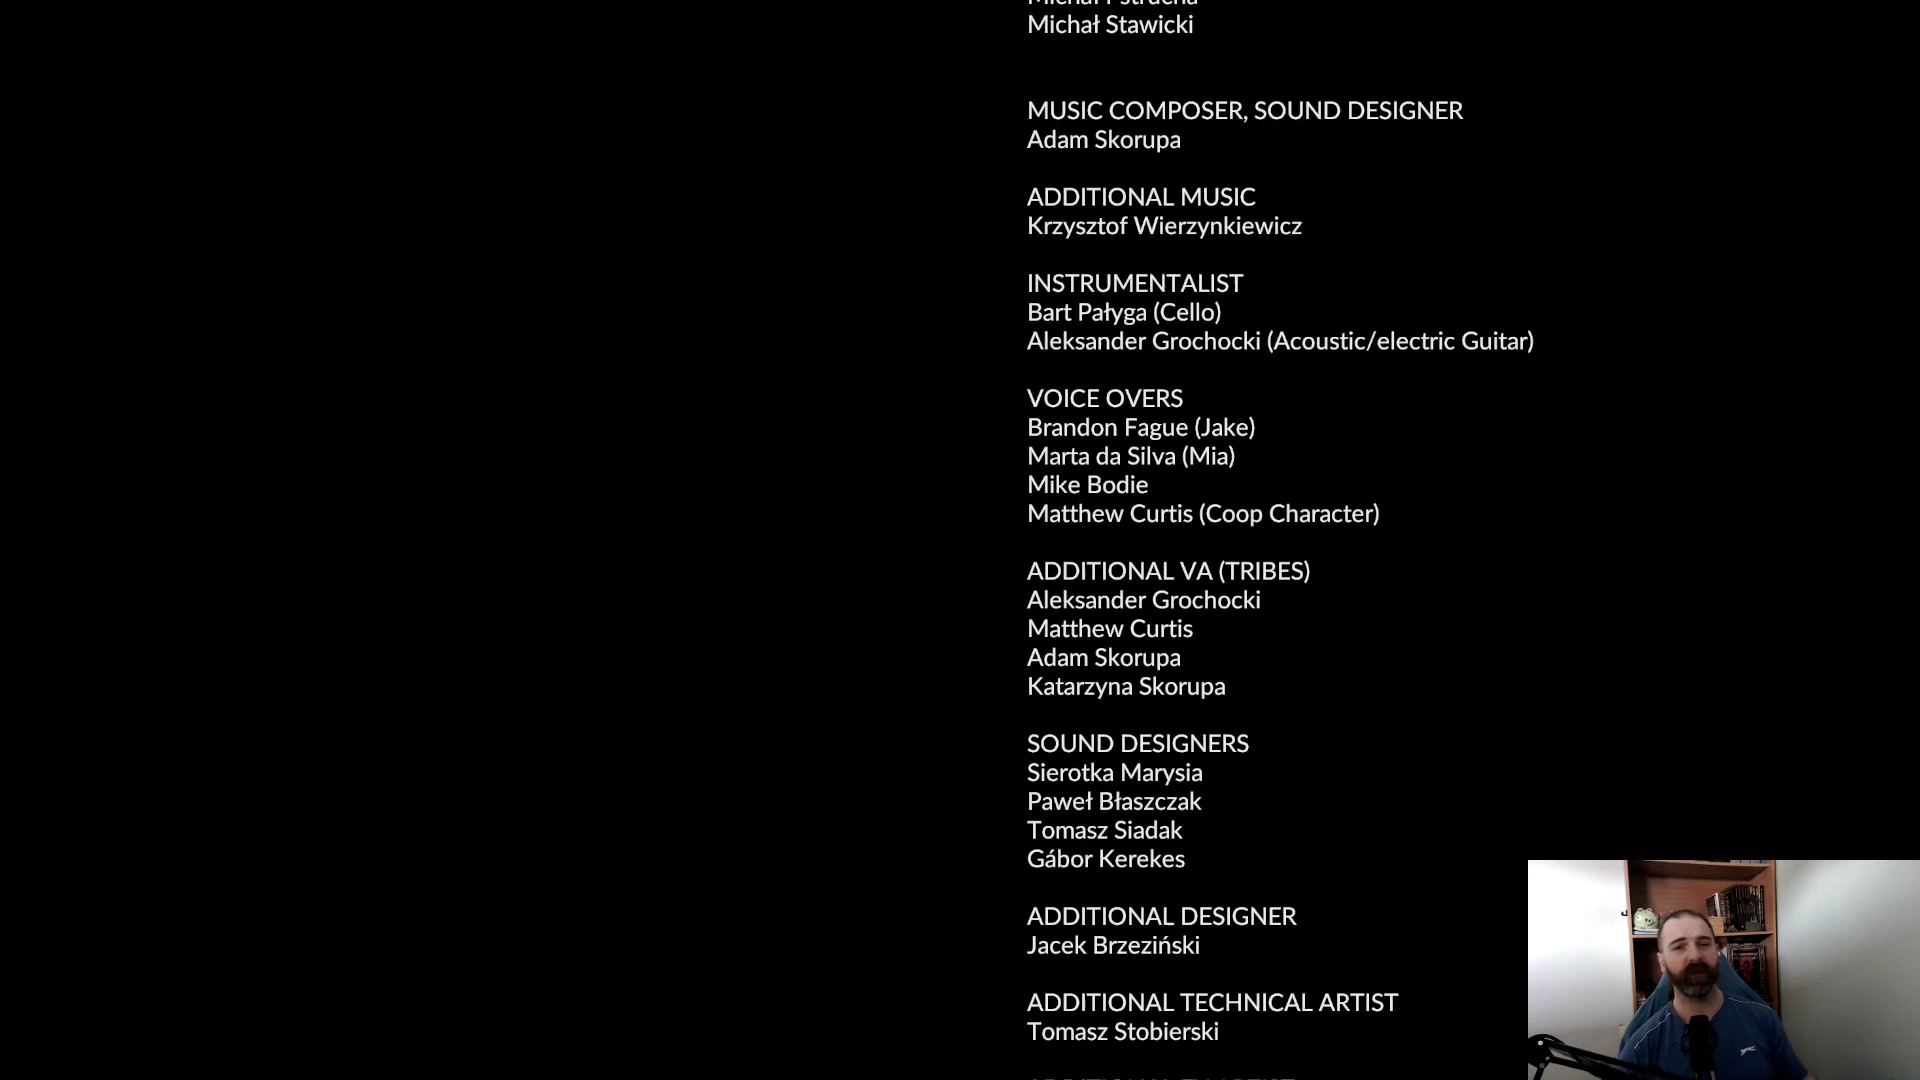 Michał Stawicki
MUSIC COMPOSER, SOUND DESIGNER
Adam Skorupa
ADDITIONAL MUSIC
Krzysztof Wierzynkiewicz
INSTRUMENTALIST
Bart Pałyga (Cello)
Aleksander Grochocki (Acoustic/electric Guitar)
VOICE OVERS
Brandon Fague (Jake)
Marta da Silva (Mia)
Mike Bodie
Matthew Curtis (Coop Character)
ADDITIONAL VA (TRIBES)
Aleksander Grochocki
Matthew Curtis
Adam Skorupa
Katarzyna Skorupa
SOUND DESIGNERS
Sierotka Marysia
Paweł Błaszczak
Tomasz Siadak
Gábor Kerekes
ADDITIONAL DESIGNER
Jacek Brzeziński
ADDITIONAL TECHNICAL ARTIST
Tomasz Stobierski